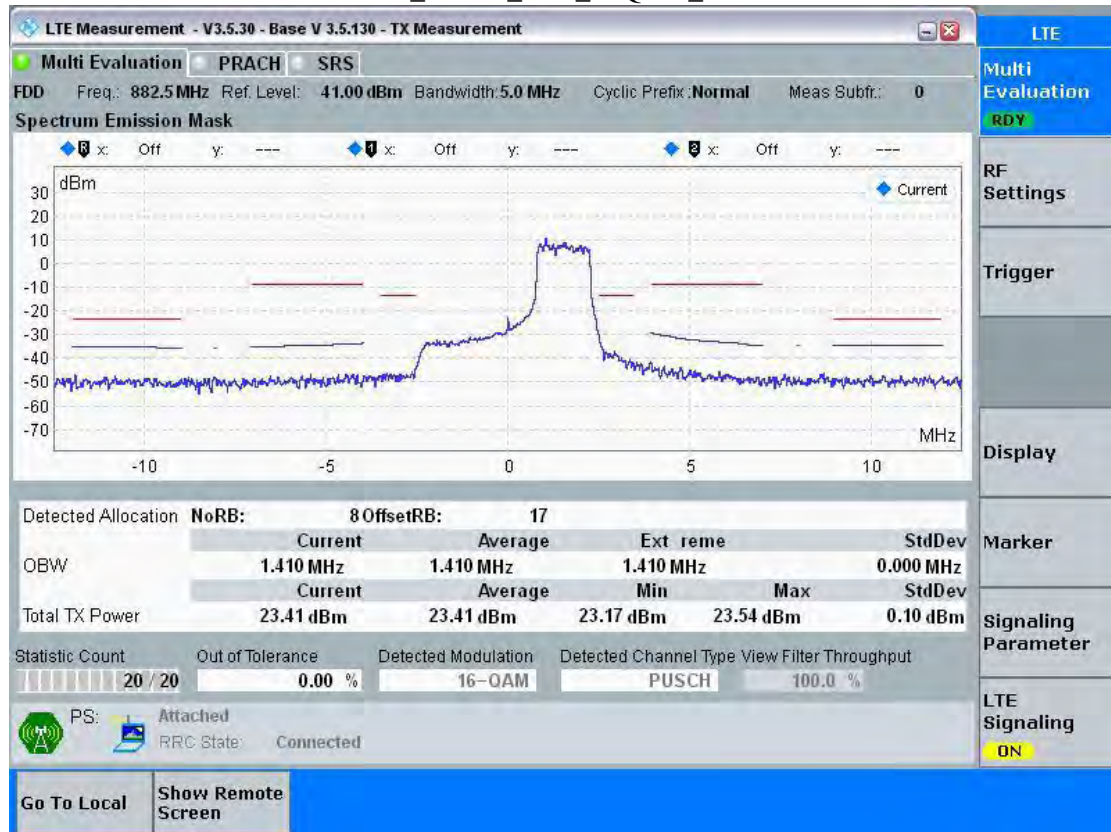 LTE Measurement - V3.5.30 - Base V 3.5.130 - TX Measurement
LTE
Multi Evaluation PRACH SRS
FDD Freq.: 882.5 MHz Ref. Level: 41.00 dBm Bandwidth: 5.0 MHz Cyclic Prefix : Normal Meas Subfr.: 0
Spectrum Emission Mask
R x: Off y: --- 1 x: Off y: --- 2 x: Off y: ---
dBm
Current
30
20
10
0
-10
-20
-30
-40
-50
-60
-70
MHz
-10 -5 0 5 10
Detected Allocation NoRB: 8 OffsetRB: 17
Current Average Ext reme StdDev
OBW 1.410 MHz 1.410 MHz 1.410 MHz 0.000 MHz
Current Average Min Max StdDev
Total TX Power 23.41 dBm 23.41 dBm 23.17 dBm 23.54 dBm 0.10 dBm
Statistic Count Out of Tolerance Detected Modulation Detected Channel Type View Filter Throughput
20 / 20 0.00 % 16-QAM PUSCH 100.0 %
PS: Attached
RRC State: Connected
Multi
Evaluation
RDY
RF
Settings
Trigger
Display
Marker
Signaling
Parameter
LTE
Signaling
ON
Go To Local
Show Remote
Screen